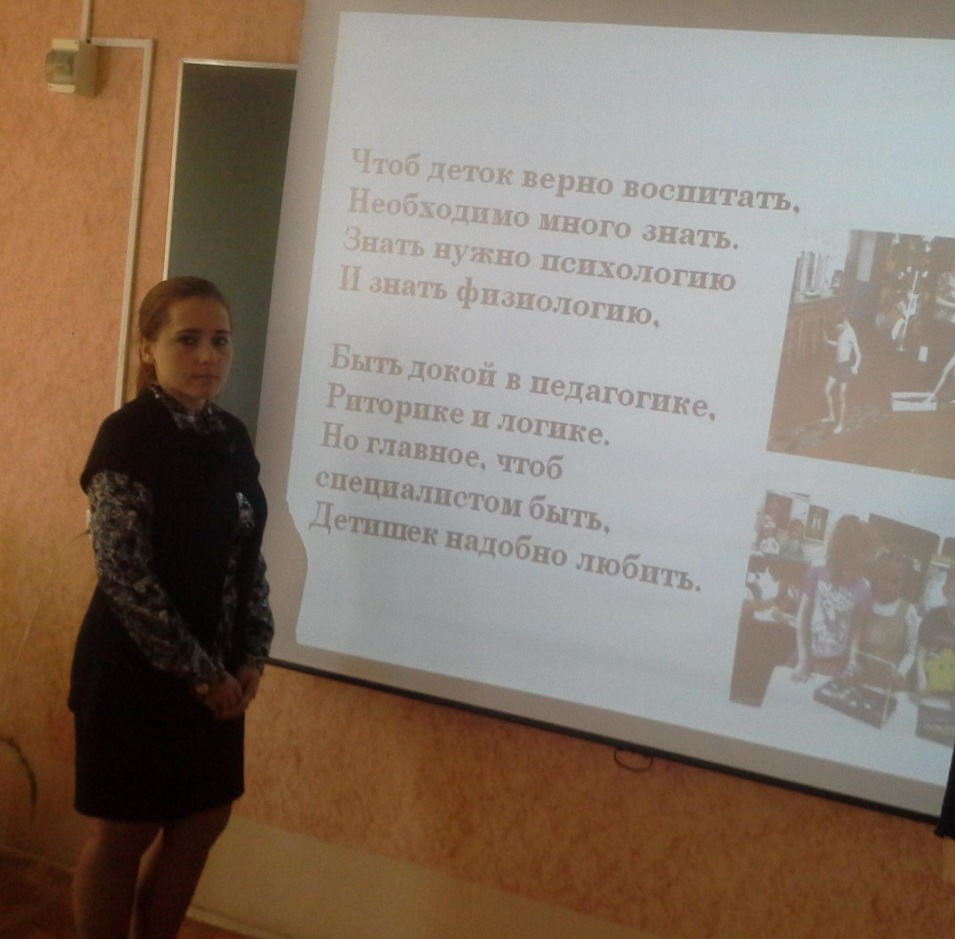 Чтоб деток верно воспитать,
Необходимо много знать.
Знать нужно психологию
И знать физиологию,
Быть докой в педагогике,
Риторике и логике.
Но главное, чтоб
специалистом быть,
Детишек надобно любить.